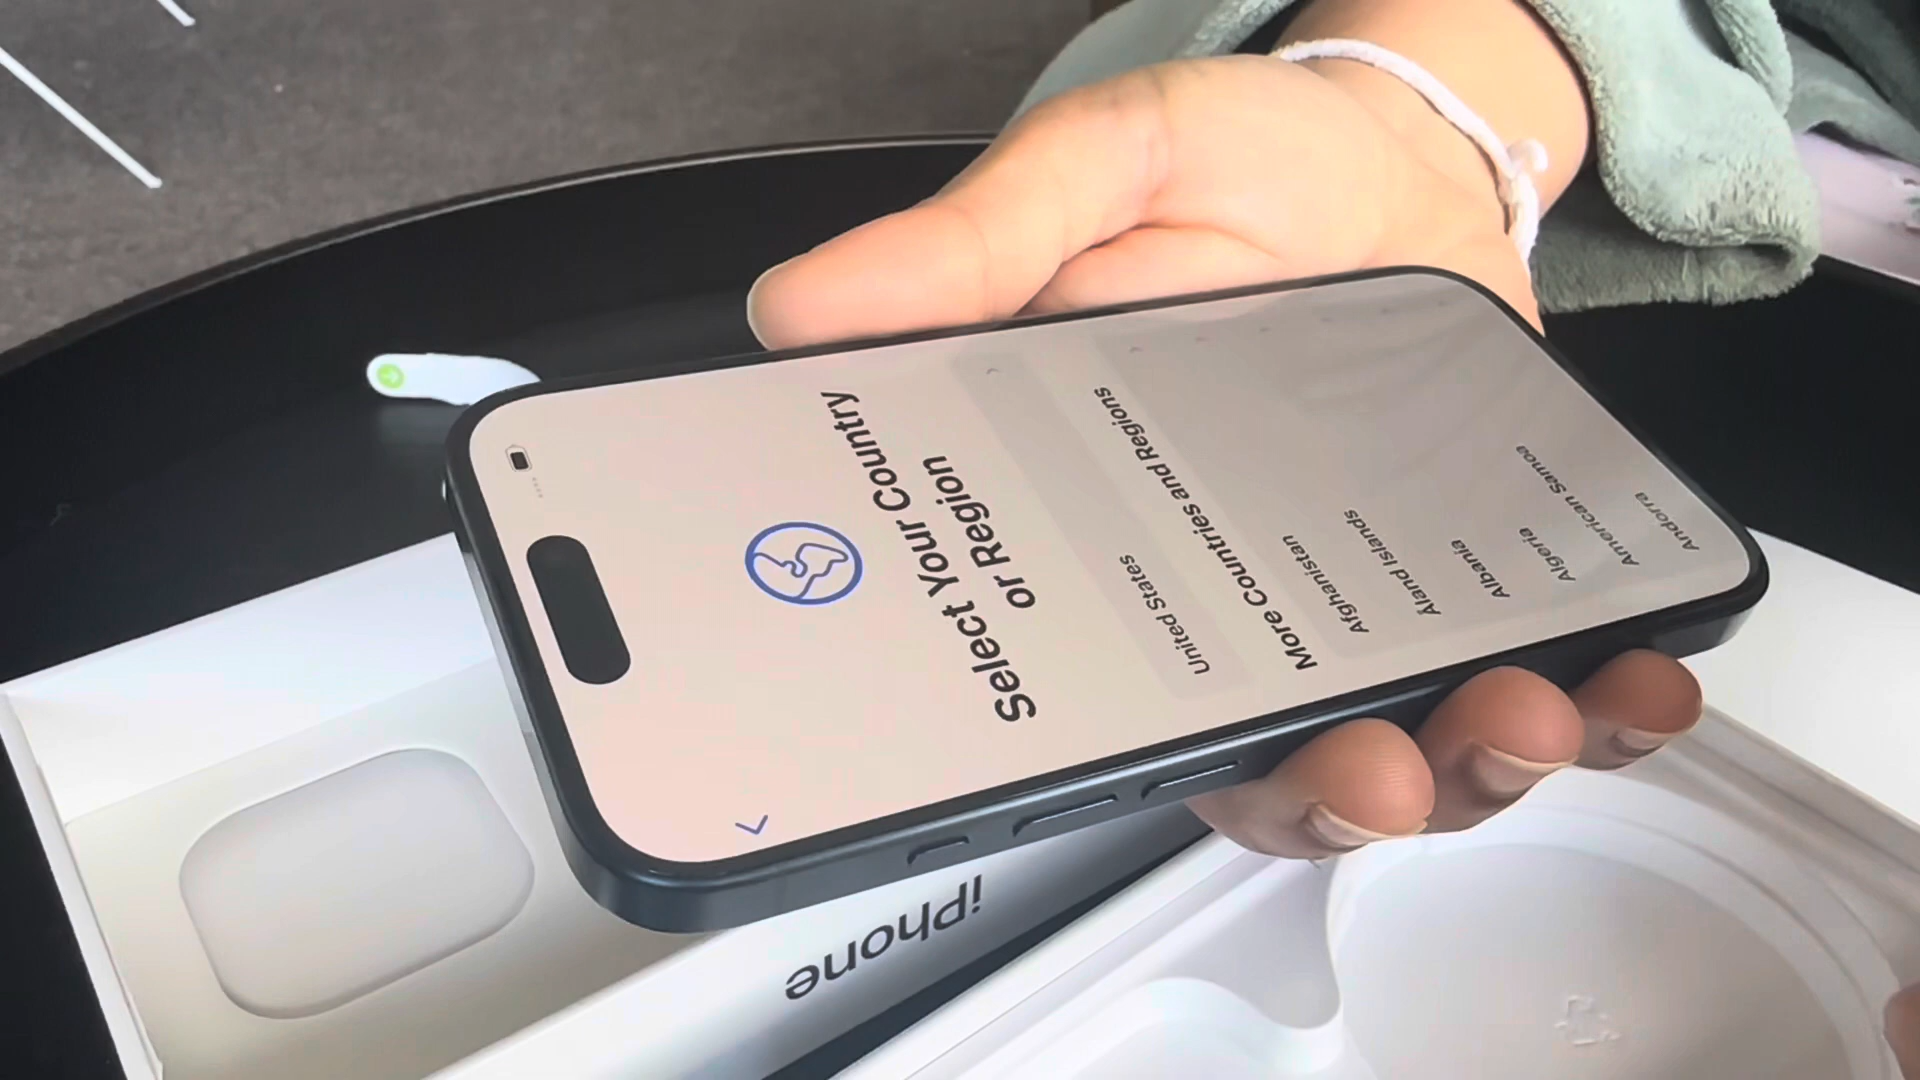 Select Your Country
or Region
United States
More Countries and Regions
Afghanistan
Åland Islands
Albania
Algeria
American Samoa
Andorra
iPhone